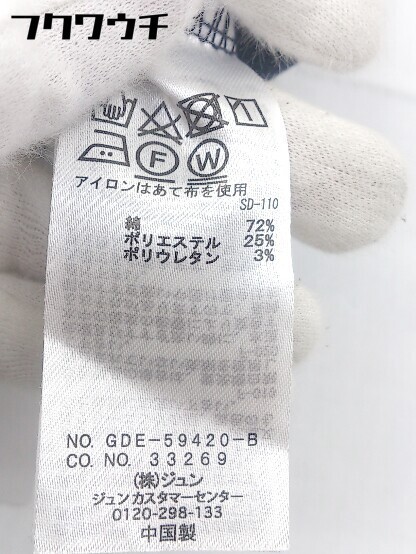 フクワウチ
F W
アイロンはあて布を使用
SD-110
綿 72%
ポリエステル 25%
ポリウレタン 3%
NO. GDE-59420-B
CO. NO. 33269
(株)ジュン
ジュンカスタマーセンター
0120-298-133
中国製